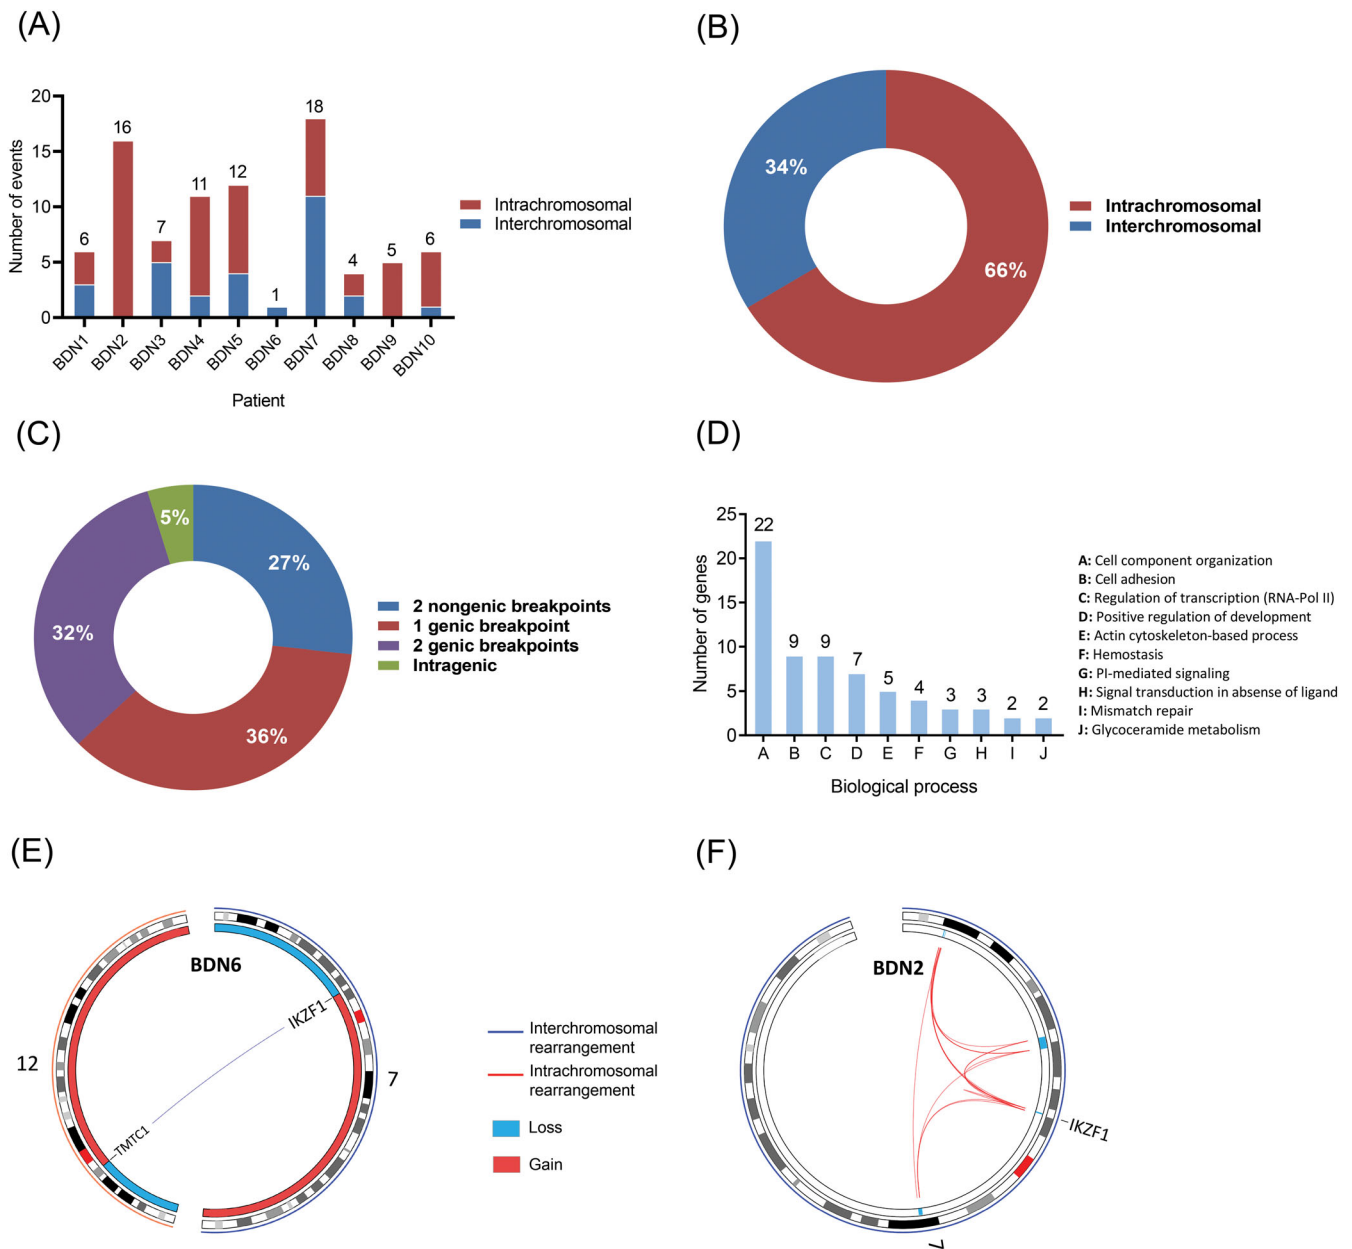 (A)
20
15
10
5
0
Number of events
6
16
7
11
12
1
18
4
5
6
BDN1
BDN2
BDN3
BDN4
BDN5
BDN6
BDN7
BDN8
BDN9
BDN10
Patient
Intrachromosomal
Interchromosomal
(B)
34%
66%
Intrachromosomal
Interchromosomal
(C)
5%
27%
32%
36%
2 nongenic breakpoints
1 genic breakpoint
2 genic breakpoints
Intragenic
(D)
25
20
15
10
5
0
Number of genes
22
9
9
7
5
4
3
3
2
2
A
B
C
D
E
F
G
H
I
J
Biological process
A: Cell component organization
B: Cell adhesion
C: Regulation of transcription (RNA-Pol II)
D: Positive regulation of development
E: Actin cytoskeleton-based process
F: Hemostasis
G: PI-mediated signaling
H: Signal transduction in absense of ligand
I: Mismatch repair
J: Glycoceramide metabolism
(E)
BDN6
IKZF1
12
7
TMTC1
Interchromosomal
rearrangement
Intrachromosomal
rearrangement
Loss
Gain
(F)
BDN2
IKZF1
7